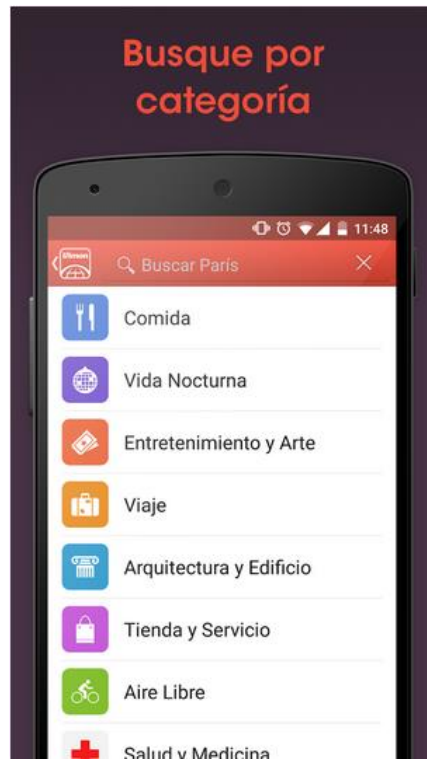 Busque por
categoría
11:48
Ulmon
Buscar París
Comida
Vida Nocturna
Entretenimiento y Arte
Viaje
Arquitectura y Edificio
Tienda y Servicio
Aire Libre
Salud y Medicina